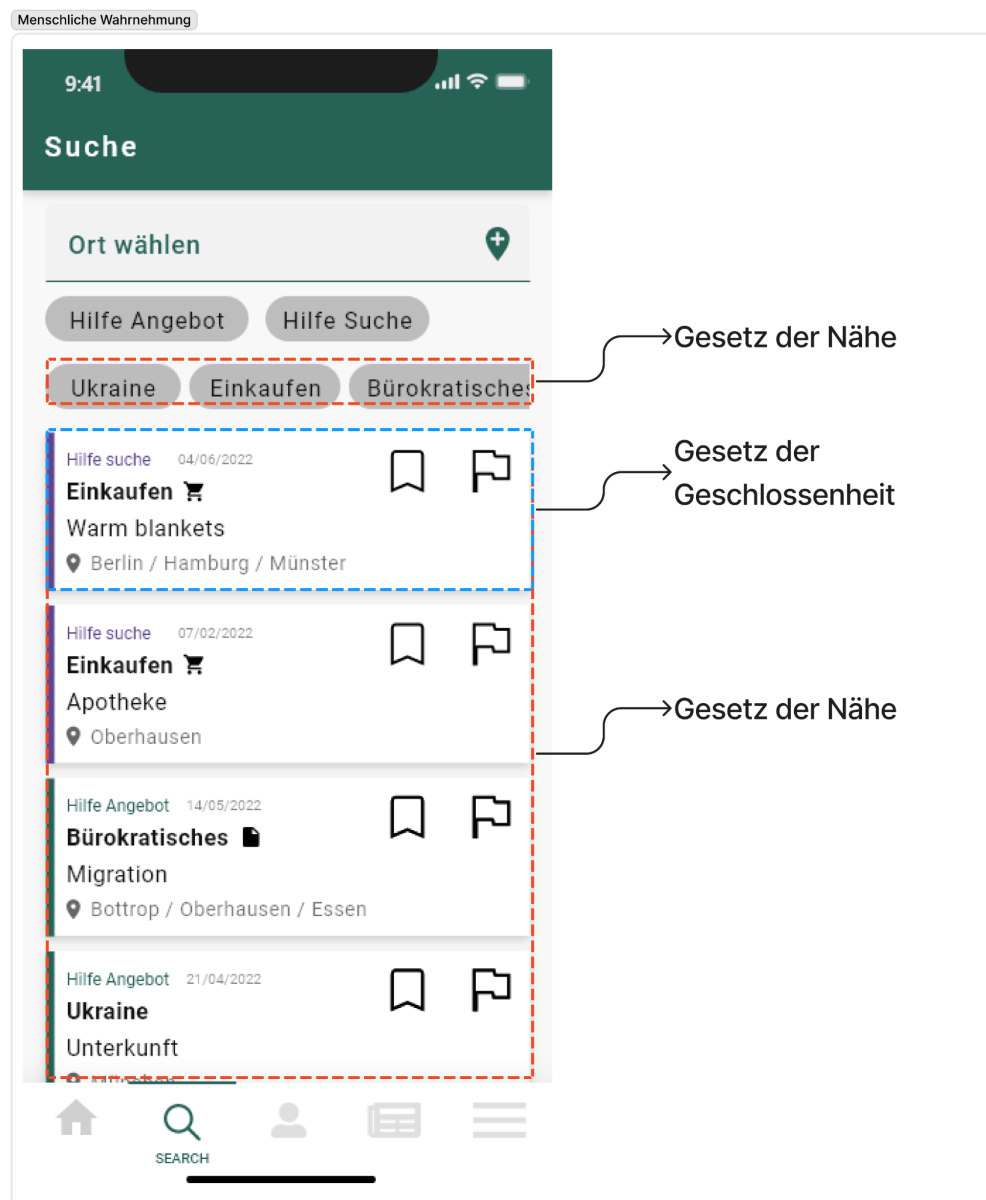 Menschliche Wahrnehmung
9:41
Suche
Ort wählen
Hilfe Angebot
Hilfe Suche
Gesetz der Nähe
Ukraine
Einkaufen
Bürokratisches
Gesetz der
Geschlossenheit
Hilfe suche 04/06/2022
Einkaufen
Warm blankets
Berlin / Hamburg / Münster
Hilfe suche 07/02/2022
Einkaufen
Apotheke
Oberhausen
Gesetz der Nähe
Hilfe Angebot 14/05/2022
Bürokratisches
Migration
Bottrop / Oberhausen / Essen
Hilfe Angebot 21/04/2022
Ukraine
Unterkunft
SEARCH